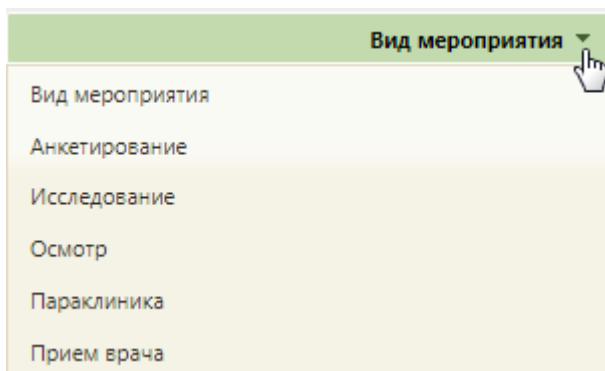 Вид мероприятия
Вид мероприятия
Анкетирование
Исследование
Осмотр
Параклиника
Прием врача